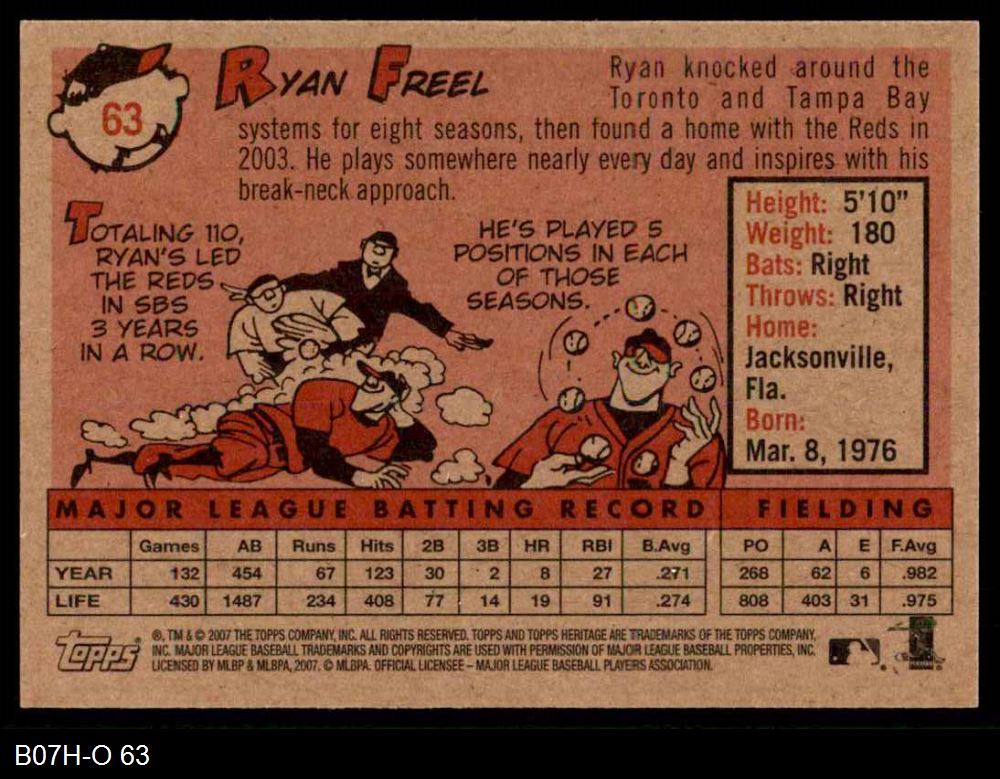 63
RYAN FREEL
Ryan knocked around the
Toronto and Tampa Bay
systems for eight seasons, then found a home with the Reds in
2003. He plays somewhere nearly every day and inspires with his
break-neck approach.
TOTALING 110,
RYAN'S LED
THE REDS
IN SBS
3 YEARS
IN A ROW.
HE'S PLAYED 5
POSITIONS IN EACH
OF THOSE
SEASONS.
Height: 5'10"
Weight: 180
Bats: Right
Throws: Right
Home:
Jacksonville,
Fla.
Born:
Mar. 8, 1976
MAJOR LEAGUE BATTING RECORD FIELDING
Games AB Runs Hits 2B 3B HR RBI B.Avg PO A E F.Avg
YEAR 132 454 67 123 30 2 8 27 .271 268 62 6 .982
LIFE 430 1487 234 408 77 14 19 91 .274 808 403 31 .975
Topps
®, TM & © 2007 THE TOPPS COMPANY, INC. ALL RIGHTS RESERVED. TOPPS AND TOPPS HERITAGE ARE TRADEMARKS OF THE TOPPS COMPANY,
INC. MAJOR LEAGUE BASEBALL TRADEMARKS AND COPYRIGHTS ARE USED WITH PERMISSION OF MAJOR LEAGUE BASEBALL PROPERTIES, INC.
LICENSED BY MLBP & MLBPA, 2007. © MLBPA. OFFICIAL LICENSEE – MAJOR LEAGUE BASEBALL PLAYERS ASSOCIATION.
B07H-O 63